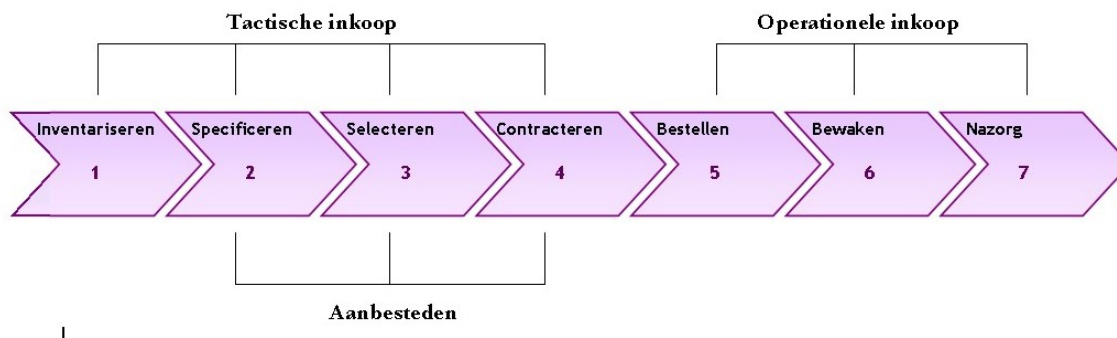 Tactische inkoop
Operationele inkoop
Inventariseren
1
Specificeren
2
Selecteren
3
Contracteren
4
Bestellen
5
Bewaken
6
Nazorg
7
Aanbesteden